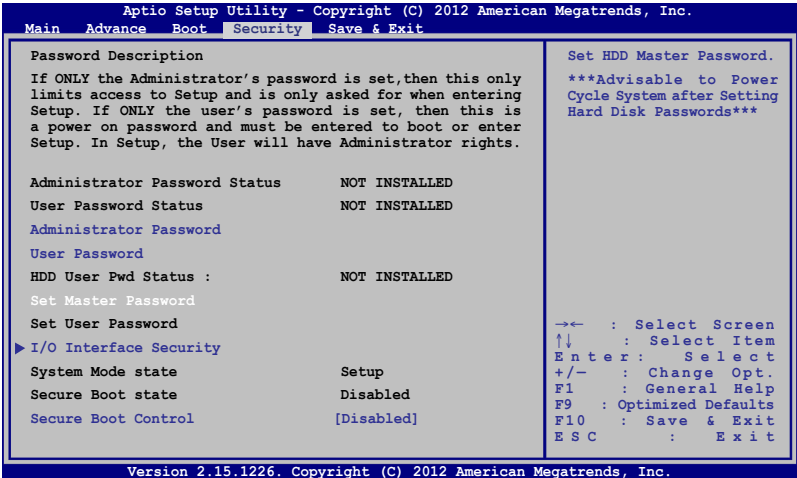 Aptio Setup Utility - Copyright (C) 2012 American Megatrends, Inc.
Main Advance Boot Security Save & Exit
Password Description
If ONLY the Administrator's password is set,then this only
limits access to Setup and is only asked for when entering
Setup. If ONLY the user's password is set, then this is
a power on password and must be entered to boot or enter
Setup. In Setup, the User will have Administrator rights.
Administrator Password Status NOT INSTALLED
User Password Status NOT INSTALLED
Administrator Password
User Password
HDD User Pwd Status : NOT INSTALLED
Set Master Password
Set User Password
I/O Interface Security
System Mode state Setup
Secure Boot state Disabled
Secure Boot Control [Disabled]
Set HDD Master Password.
***Advisable to Power
Cycle System after Setting
Hard Disk Passwords***
→← : Select Screen
↑↓ : Select Item
Enter: Select
+/— : Change Opt.
F1 : General Help
F9 : Optimized Defaults
F10 : Save & Exit
ESC : Exit
Version 2.15.1226. Copyright (C) 2012 American Megatrends, Inc.